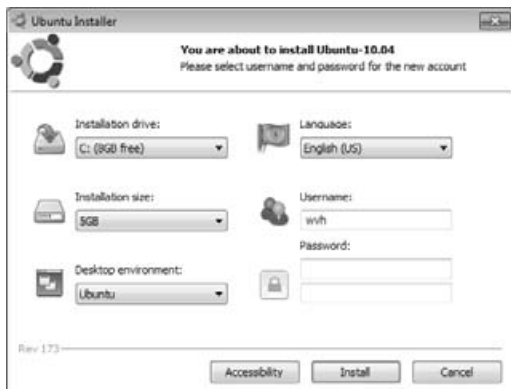 Ubuntu Installer
You are about to install Ubuntu-10.04
Please select username and password for the new account
Installation drive:
C: (8GB free)
Language:
English (US)
Installation size:
5GB
Username:
wvh
Password:
Desktop environment:
Ubuntu
Rev 173
Accessibility
Install
Cancel